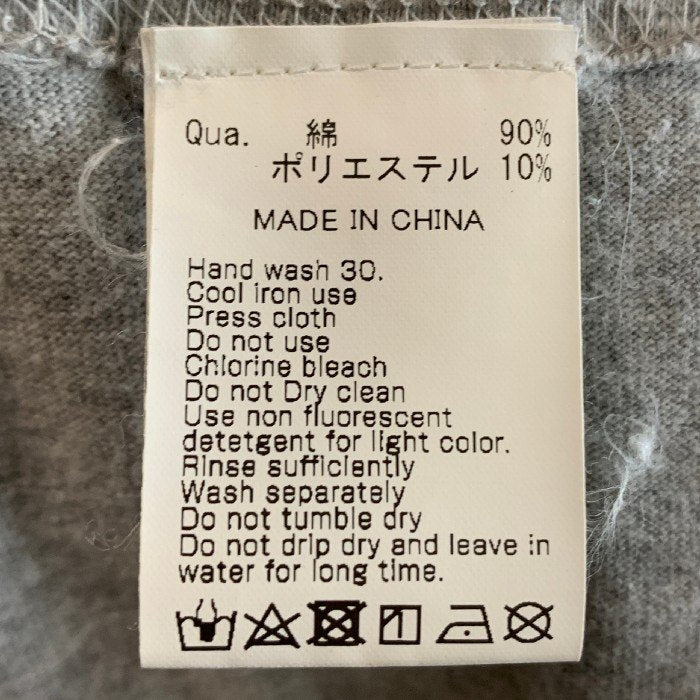 Qua. 綿 90%
ポリエステル 10%
MADE IN CHINA
Hand wash 30.
Cool iron use
Press cloth
Do not use
Chlorine bleach
Do not Dry clean
Use non fluorescent
detetgent for light color.
Rinse sufficiently
Wash separately
Do not tumble dry
Do not drip dry and leave in
water for long time.